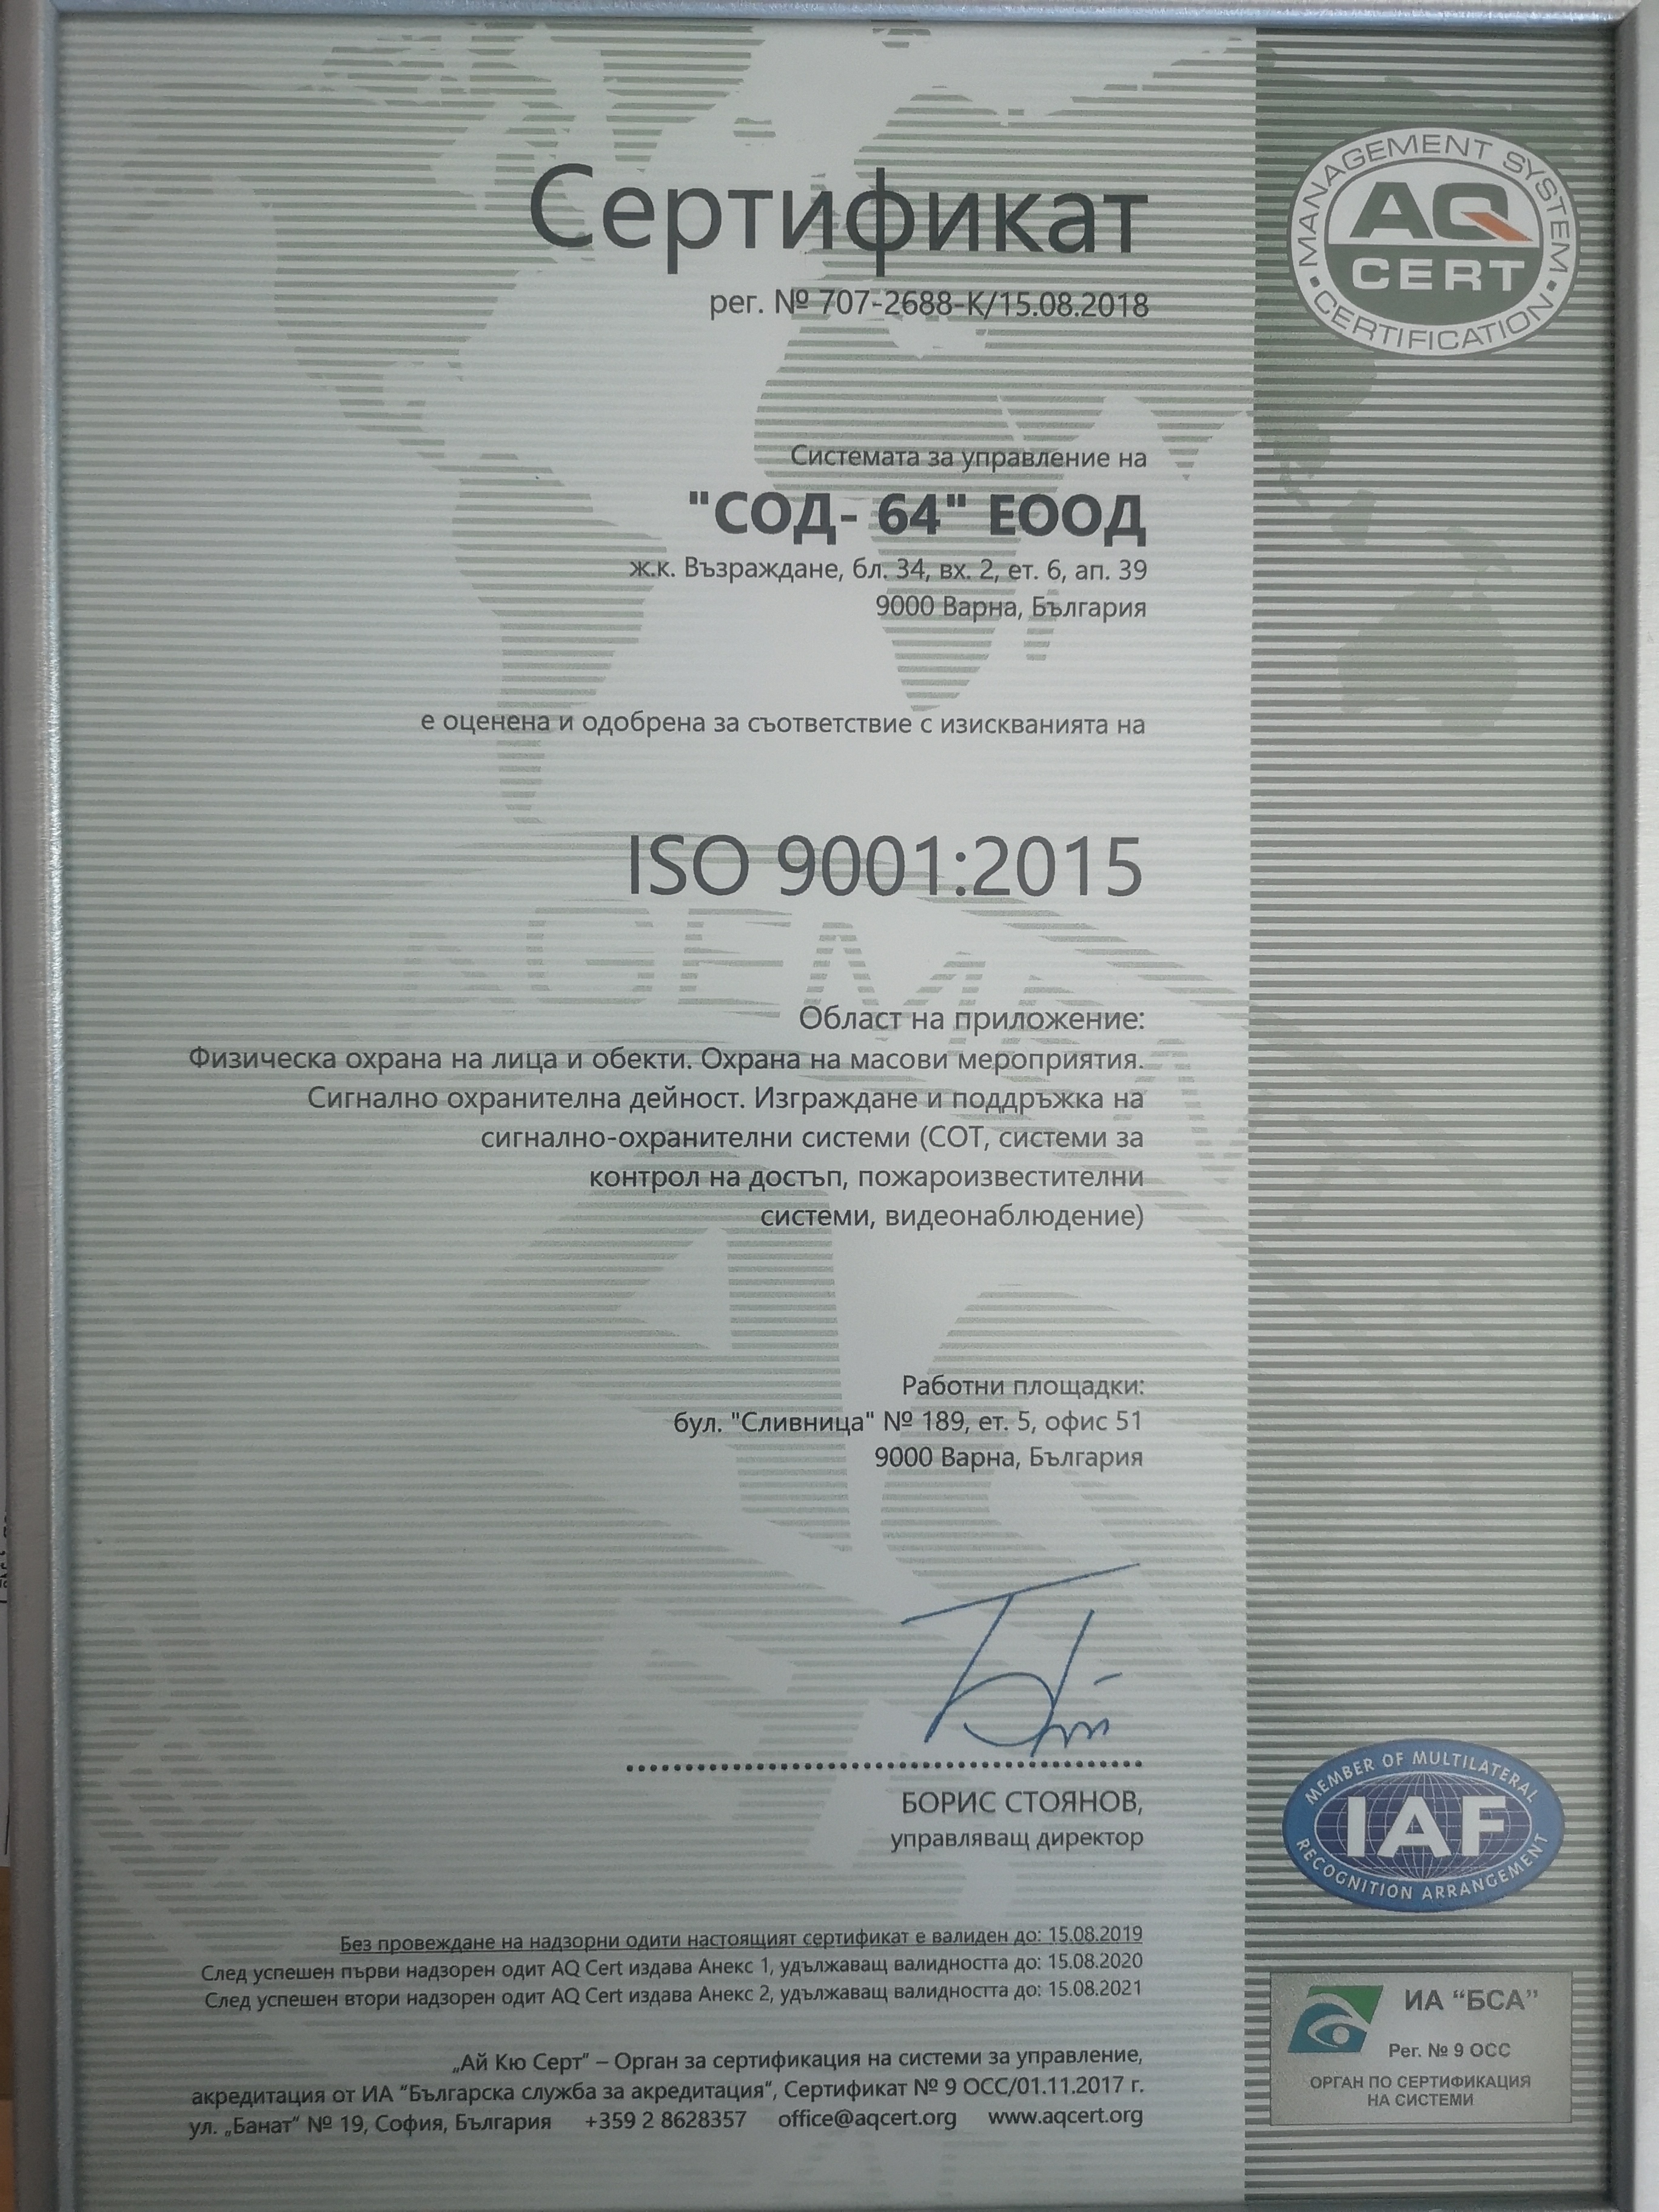 Сертификат
рег. № 707-2688-К/15.08.2018
MANAGEMENT SYSTEM
AQ
CERT
CERTIFICATION
Системата за управление на
"СОД- 64" ЕООД
ж.к. Възраждане, бл. 34, вх. 2, ет. 6, ап. 39
9000 Варна, България
е оценена и одобрена за съответствие с изискванията на
ISO 9001:2015
Област на приложение:
Физическа охрана на лица и обекти. Охрана на масови мероприятия.
Сигнално охранителна дейност. Изграждане и поддръжка на
сигнално-охранителни системи (СОТ, системи за
контрол на достъп, пожароизвестителни
системи, видеонаблюдение)
Работни площадки:
бул. "Сливница" № 189, ет. 5, офис 51
9000 Варна, България
БОРИС СТОЯНОВ,
управляващ директор
MEMBER OF MULTILATERAL
IAF
RECOGNITION ARRANGEMENT
Без провеждане на надзорни одити настоящият сертификат е валиден до: 15.08.2019
След успешен първи надзорен одит AQ Cert издава Анекс 1, удължаващ валидността до: 15.08.2020
След успешен втори надзорен одит AQ Cert издава Анекс 2, удължаващ валидността до: 15.08.2021
„Ай Кю Серт" – Орган за сертификация на системи за управление,
акредитация от ИА "Българска служба за акредитация", Сертификат № 9 ОСС/01.11.2017 г.
ул. „Банат" № 19, София, България +359 2 8628357 office@aqcert.org www.aqcert.org
ИА "БСА"
Рег. № 9 ОСС
ОРГАН ПО СЕРТИФИКАЦИЯ
НА СИСТЕМИ